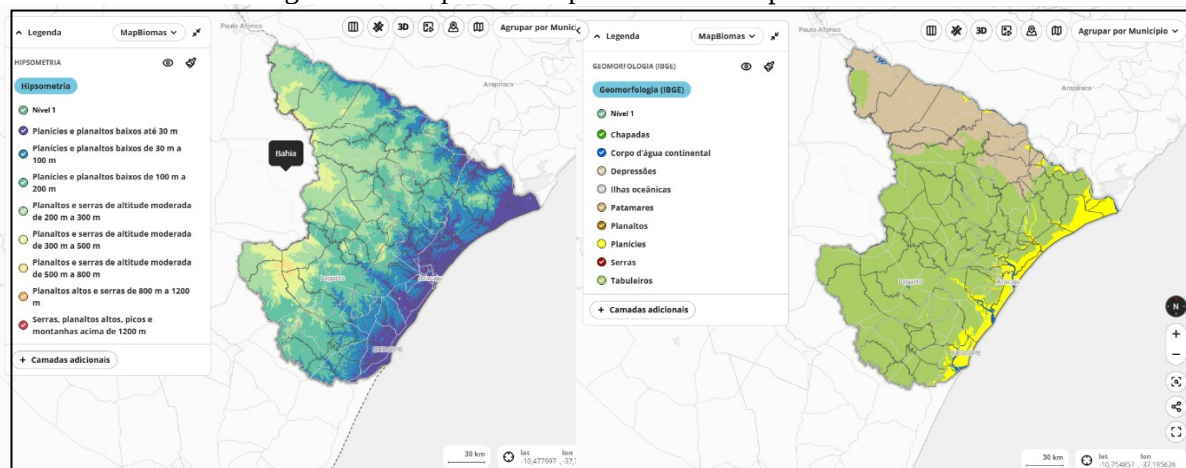 Legenda
MapBiomas
HIPSOMETRIA
Hipsometria
Nível 1
Planícies e planaltos baixos até 30 m
Planícies e planaltos baixos de 30 m a
100 m
Planícies e planaltos baixos de 100 m a
200 m
Planaltos e serras de altitude moderada
de 200 m a 300 m
Planaltos e serras de altitude moderada
de 300 m a 500 m
Planaltos e serras de altitude moderada
de 500 m a 800 m
Planaltos altos e serras de 800 m a 1200
m
Serras, planaltos altos, picos e
montanhas acima de 1200 m
+ Camadas adicionais
Paulo Afonso
3D
Agrupar por Municí
Arapiraca
Bahia
Lagarto
Aracaju
SERGIPE
30 km
lat
-10,477997
lon
-37,
Legenda
MapBiomas
GEOMORFOLOGIA (IBGE)
Geomorfologia (IBGE)
Nível 1
Chapadas
Corpo d'água continental
Depressões
Ilhas oceânicas
Patamares
Planaltos
Planícies
Serras
Tabuleiros
+ Camadas adicionais
Paulo Afonso
3D
Agrupar por Município
Arapiraca
Lagarto
Aracaju
SERGIPE
N
+
−
30 km
lat
-10,754857
lon
-37,195626